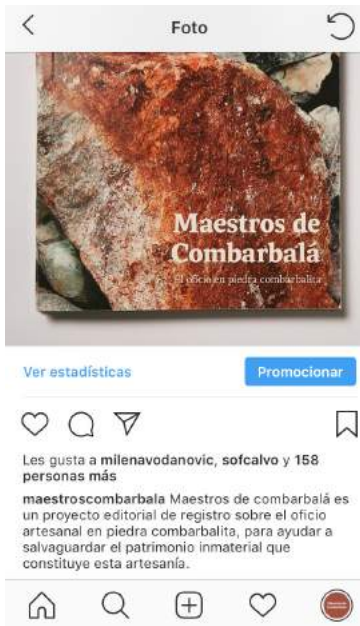 Foto
Maestros de
Combarbalá
El oficio en piedra combarbalita
Ver estadísticas
Promocionar
Les gusta a milenavodanovic, sofcalvo y 158
personas más
maestroscombarbala Maestros de combarbalá es
un proyecto editorial de registro sobre el oficio
artesanal en piedra combarbalita, para ayudar a
salvaguardar el patrimonio inmaterial que
constituye esta artesanía.